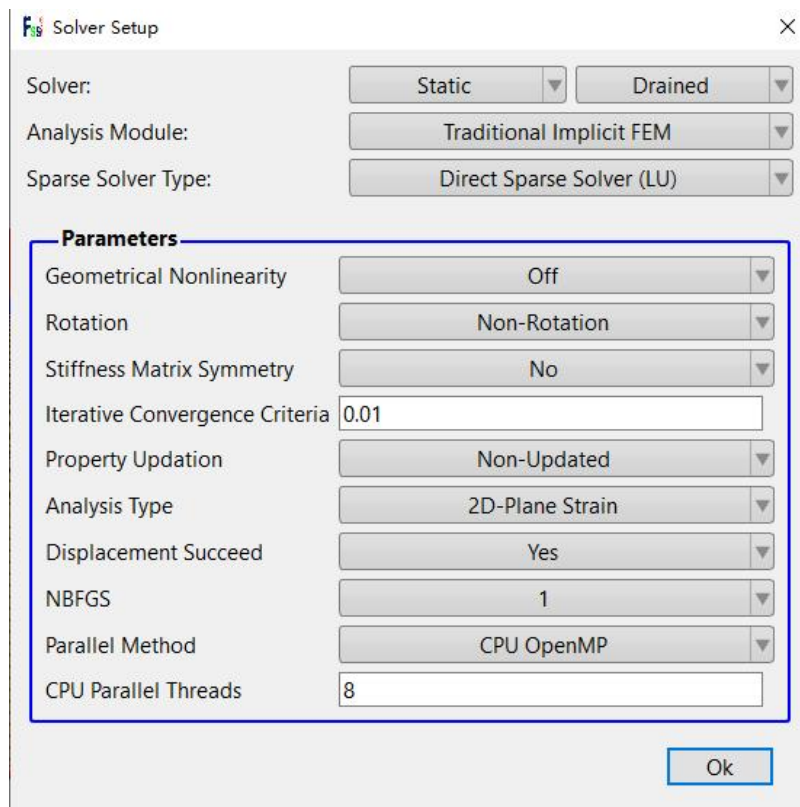 Fssi Solver Setup
Solver: Static Drained
Analysis Module: Traditional Implicit FEM
Sparse Solver Type: Direct Sparse Solver (LU)
Parameters
Geometrical Nonlinearity Off
Rotation Non-Rotation
Stiffness Matrix Symmetry No
Iterative Convergence Criteria 0.01
Property Updation Non-Updated
Analysis Type 2D-Plane Strain
Displacement Succeed Yes
NBFGS 1
Parallel Method CPU OpenMP
CPU Parallel Threads 8
Ok